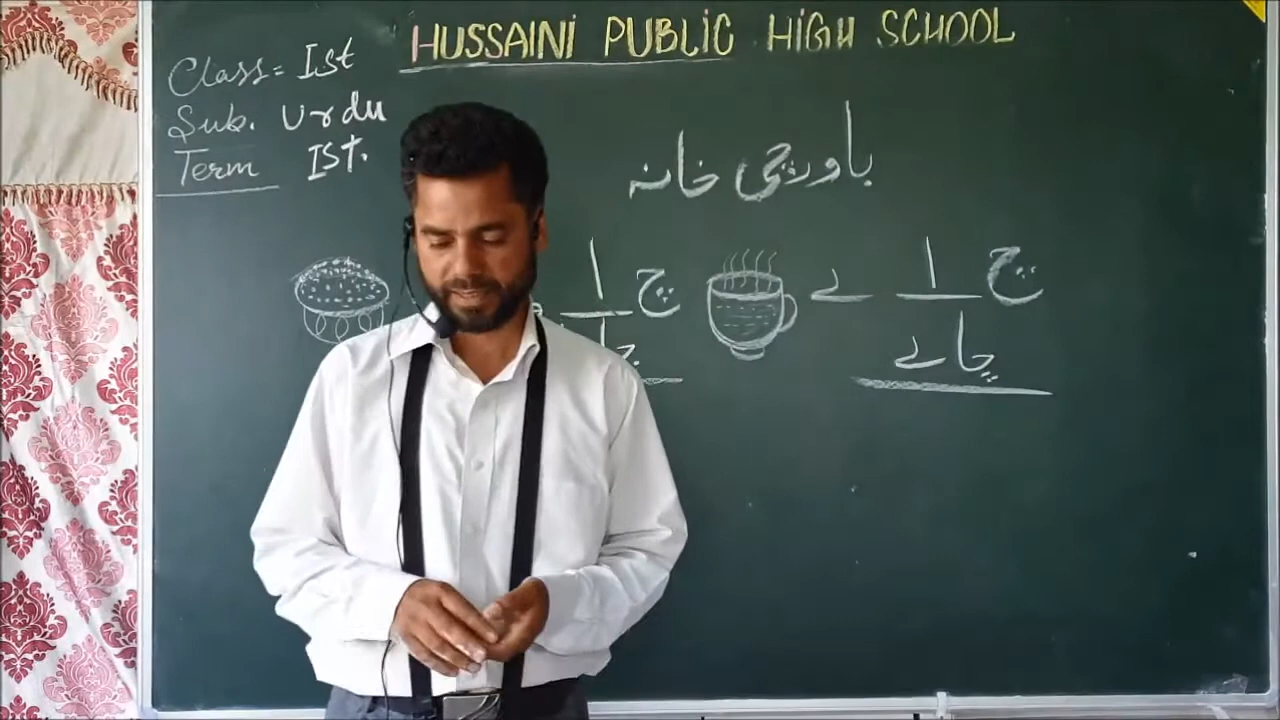 HUSSAINI PUBLIC HIGH SCHOOL
Class = Ist
Sub. Urdu
Term Ist.
باورچی خانہ
چ ا ے
چائے
چ ا